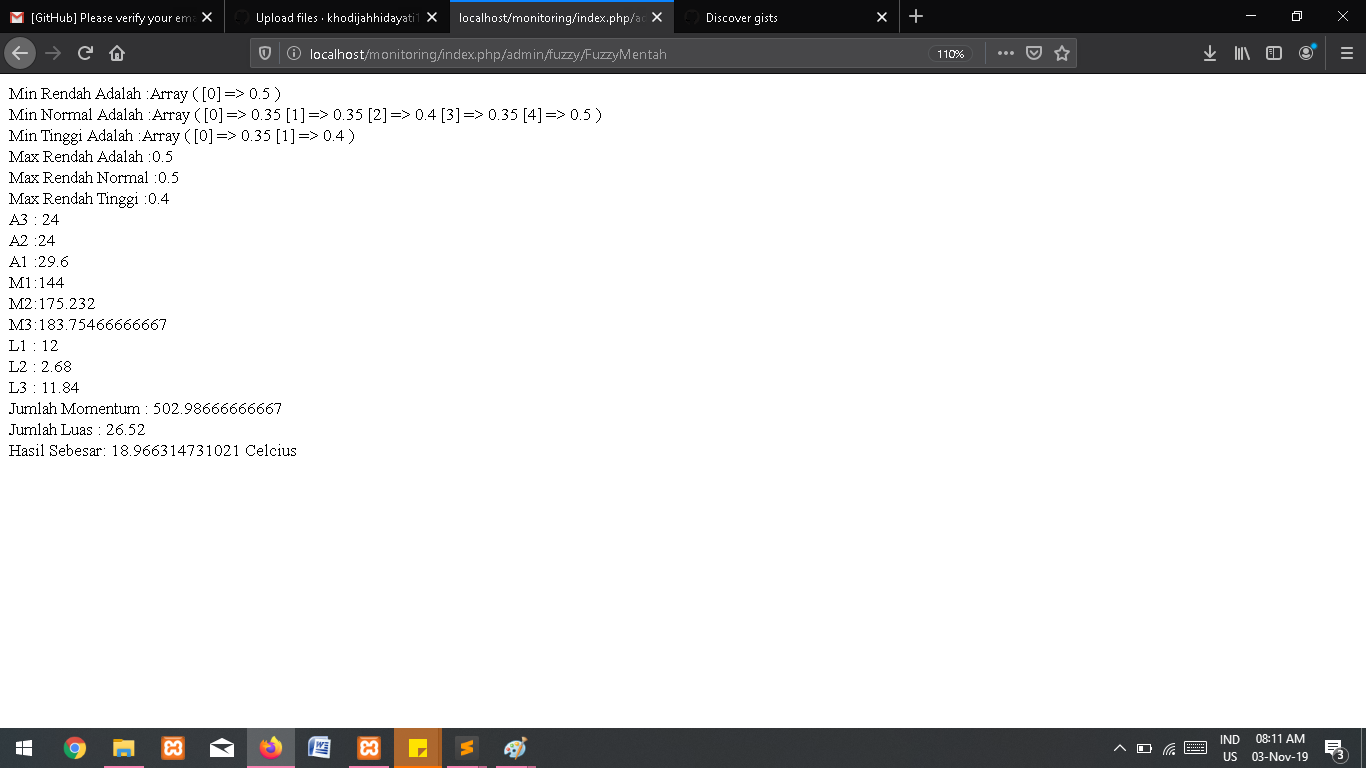 [GitHub] Please verify your ema
Upload files · khodijahhidayati1
localhost/monitoring/index.php/ad
Discover gists
localhost/monitoring/index.php/admin/fuzzy/FuzzyMentah
110%
Min Rendah Adalah :Array ( [0] => 0.5 )
Min Normal Adalah :Array ( [0] => 0.35 [1] => 0.35 [2] => 0.4 [3] => 0.35 [4] => 0.5 )
Min Tinggi Adalah :Array ( [0] => 0.35 [1] => 0.4 )
Max Rendah Adalah :0.5
Max Rendah Normal :0.5
Max Rendah Tinggi :0.4
A3 : 24
A2 :24
A1 :29.6
M1:144
M2:175.232
M3:183.75466666667
L1 : 12
L2 : 2.68
L3 : 11.84
Jumlah Momentum : 502.98666666667
Jumlah Luas : 26.52
Hasil Sebesar: 18.966314731021 Celcius
IND
US
08:11 AM
03-Nov-19
3